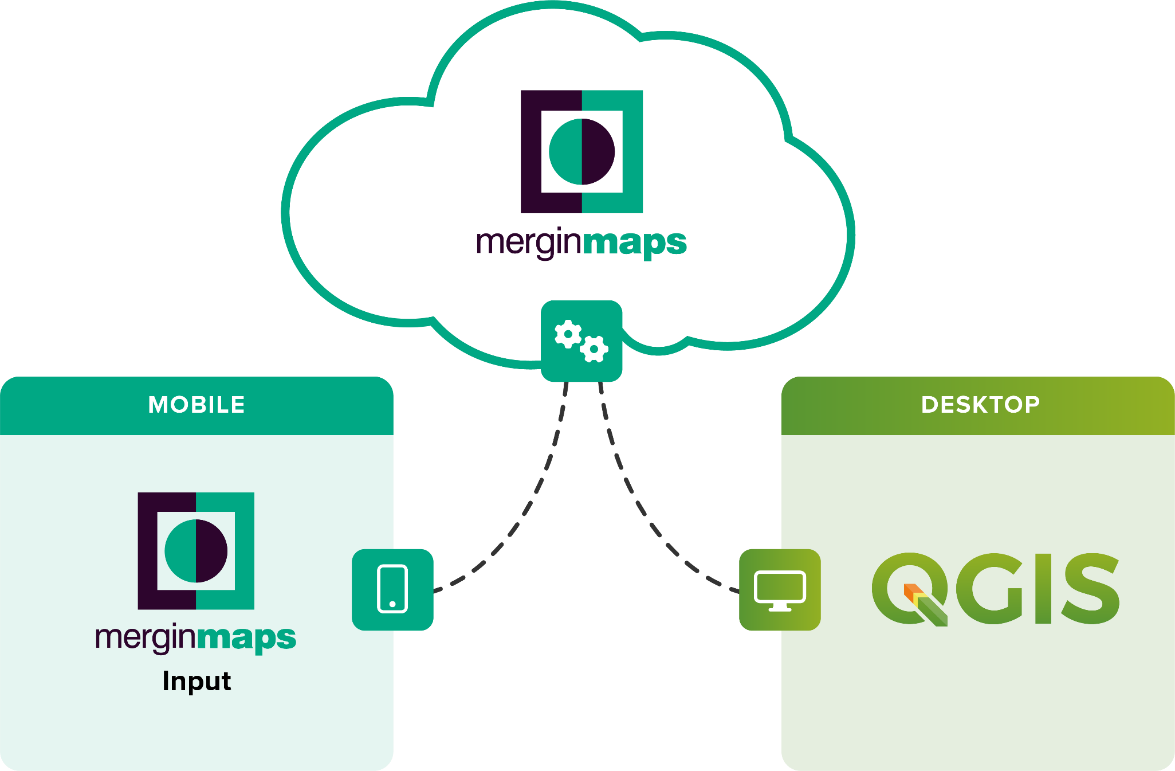 merginmaps
MOBILE
DESKTOP
merginmaps
Input
QGIS